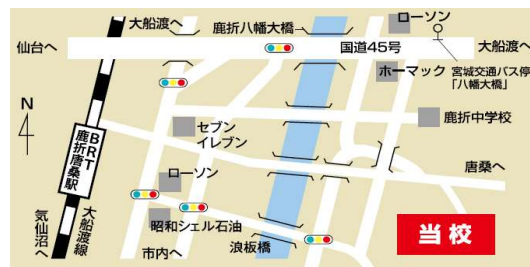 大船渡へ
鹿折八幡大橋
ローソン
仙台へ
国道45号
大船渡へ
ホーマック
宮城交通バス停
「八幡大橋」
N
セブン
イレブン
鹿折中学校
BRT
鹿折唐桑駅
ローソン
唐桑へ
昭和シェル石油
当校
気仙沼へ
大船渡線
市内へ
浪板橋